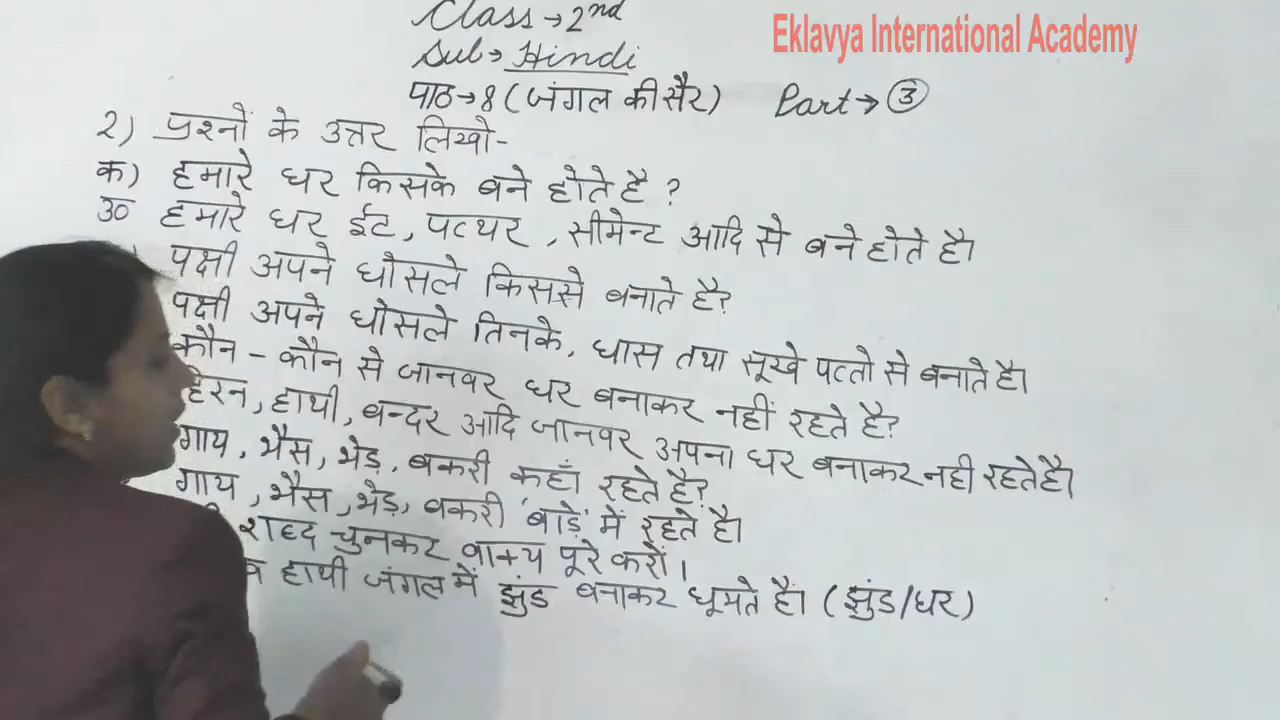 Class → 2nd
Eklavya International Academy
Sub → Hindi
पाठ → 8 (जंगल की सैर) Part → ③
2) प्रश्नों के उत्तर लिखो-
क) हमारे घर किसके बने होते है ?
उ० हमारे घर ईट, पत्थर, सीमेन्ट आदि से बने होते है।
पक्षी अपने घोसले किससे बनाते है?
पक्षी अपने घोसले तिनके, घास तथा सूखे पत्तो से बनाते है।
कौन - कौन से जानवर घर बनाकर नहीं रहते है?
हिरन, हाथी, बन्दर आदि जानवर अपना घर बनाकर नही रहते है।
गाय, भैस, भेड़, बकरी कहाँ रहते है?
गाय, भैस, भेड़, बकरी बाड़े में रहते है।
शब्द चुनकर वाक्य पूरे करों।
हाथी जंगल में झुंड बनाकर घूमते हैं। (झुंड/घर)